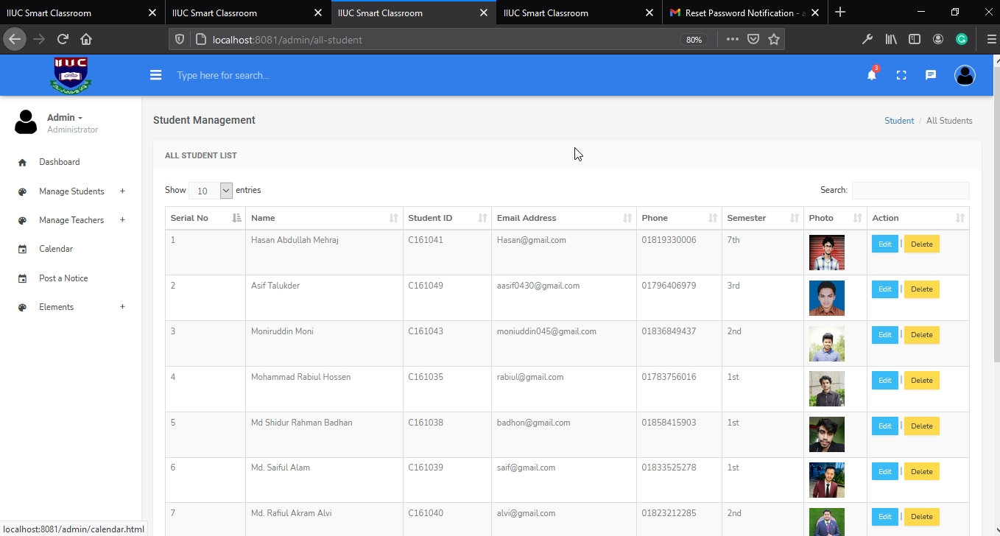 IIUC Smart Classroom
IIUC Smart Classroom
IIUC Smart Classroom
IIUC Smart Classroom
Reset Password Notification -
localhost:8081/admin/all-student
80%
IIUC
Type here for search...
3
Admin
Administrator
Dashboard
Manage Students +
Manage Teachers +
Calendar
Post a Notice
Elements +
Student Management
Student / All Students
ALL STUDENT LIST
Show 10 entries
Search:
Serial No Name Student ID Email Address Phone Semester Photo Action
1 Hasan Abdullah Mehraj C161041 Hasan@gmail.com 01819330006 7th Edit | Delete
2 Asif Talukder C161049 aasif0430@gmail.com 01796406979 3rd Edit | Delete
3 Moniruddin Moni C161043 moniuddin045@gmail.com 01836849437 2nd Edit | Delete
4 Mohammad Rabiul Hossen C161035 rabiul@gmail.com 01783756016 1st Edit | Delete
5 Md Shidur Rahman Badhan C161038 badhon@gmail.com 01858415903 1st Edit | Delete
6 Md. Saiful Alam C161039 saif@gmail.com 01833525278 1st Edit | Delete
7 Md. Rafiul Akram Alvi C161040 alvi@gmail.com 01823212285 2nd Edit | Delete
localhost:8081/admin/calendar.html